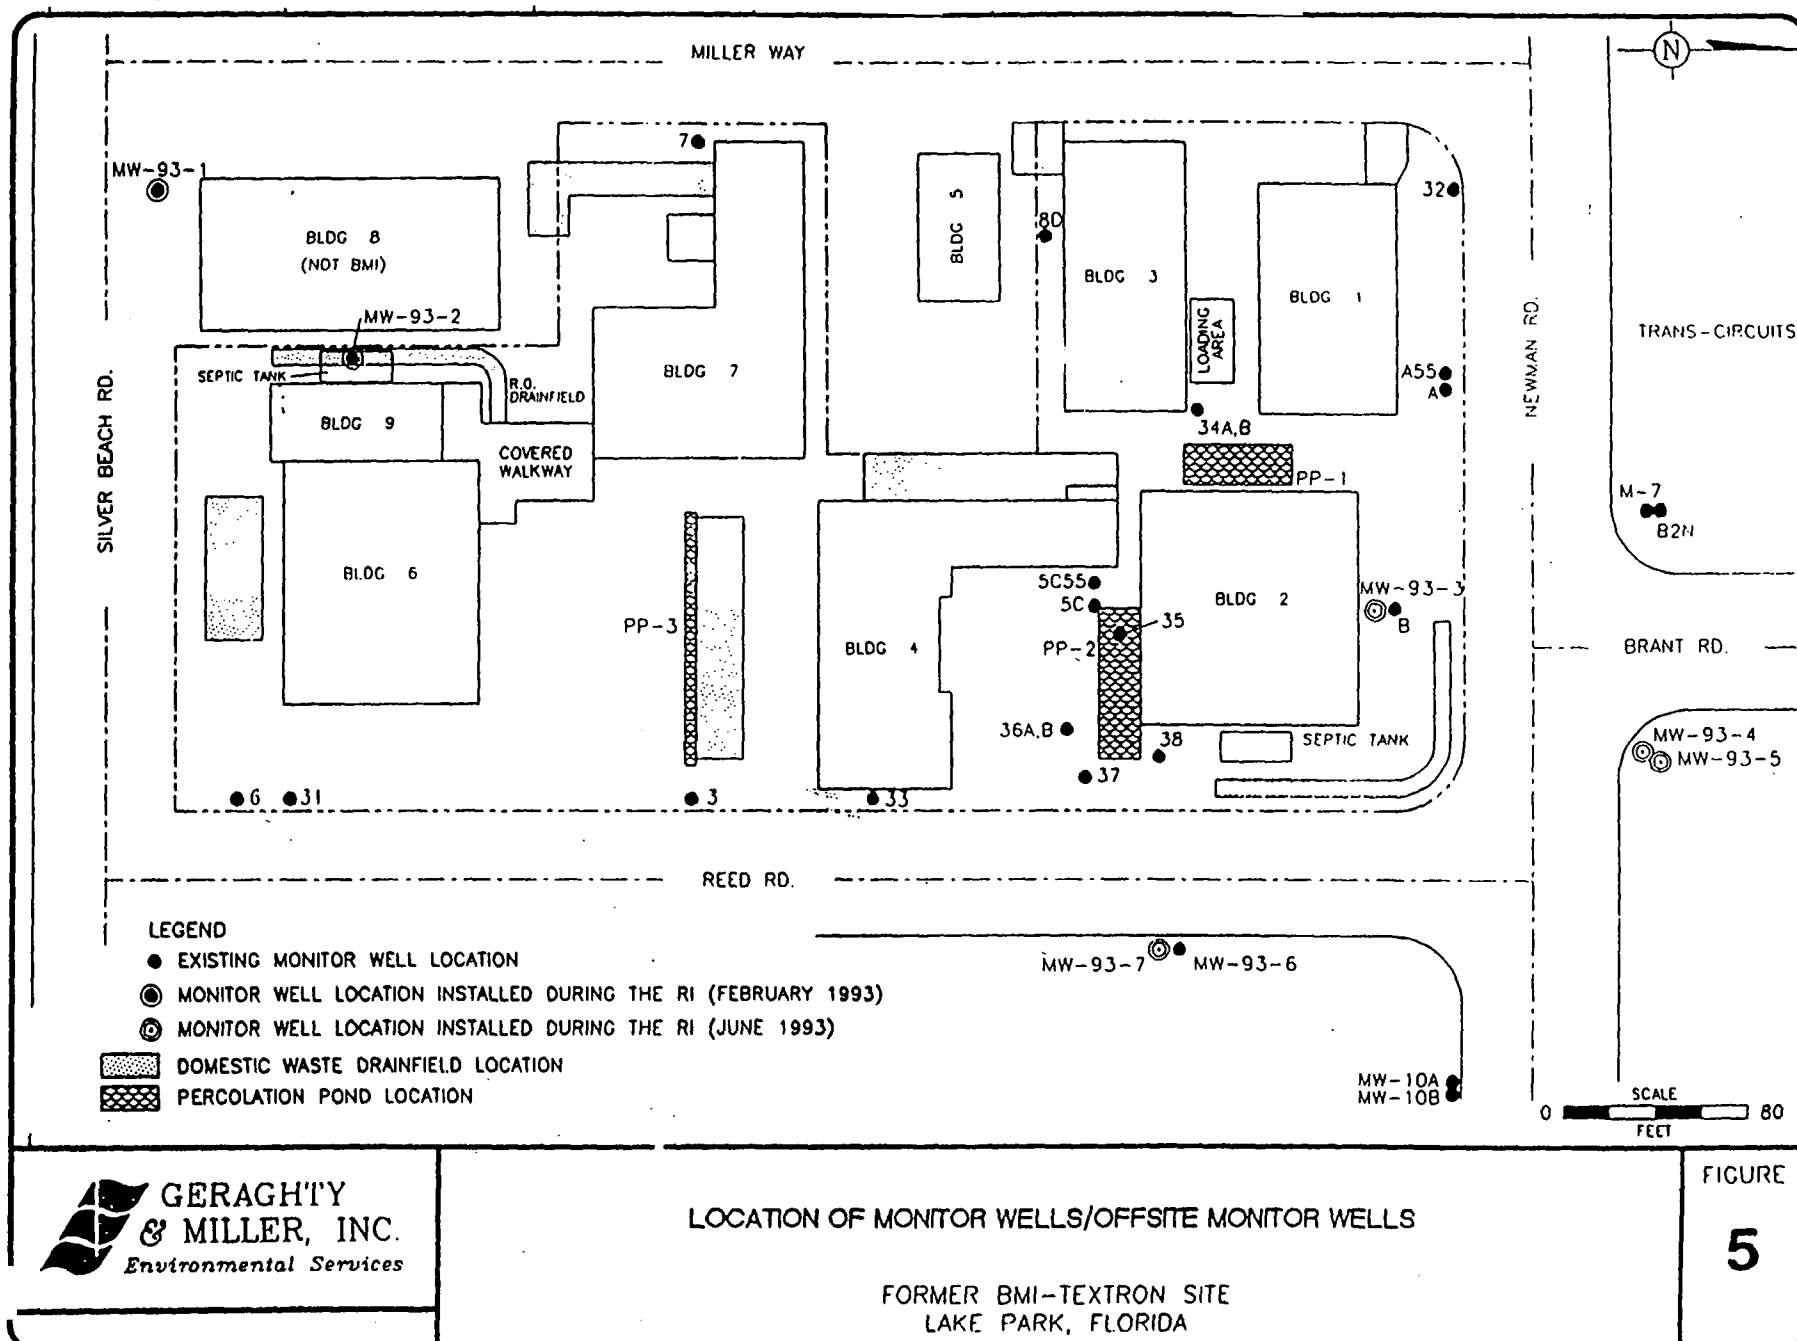 MILLER WAY
N
MW-93-1
7
BLDG 8
(NOT BMI)
BLDG 5
8D
32
BLDG 3
BLDG 1
LOADING
AREA
MW-93-2
SEPTIC TANK
R.O.
DRAINFIELD
BLDG 7
TRANS-CIRCUITS
NEWMAN RD.
A55
A
SILVER BEACH RD.
BLDG 9
COVERED
WALKWAY
34A,B
PP-1
M-7
B2N
BLDG 6
5C55
5C
BLDG 2
MW-93-3
B
PP-3
35
PP-2
BLDG 4
BRANT RD.
36A,B
38
SEPTIC TANK
MW-93-4
MW-93-5
37
6
31
3
33
REED RD.
LEGEND
EXISTING MONITOR WELL LOCATION
MONITOR WELL LOCATION INSTALLED DURING THE RI (FEBRUARY 1993)
MONITOR WELL LOCATION INSTALLED DURING THE RI (JUNE 1993)
DOMESTIC WASTE DRAINFIELD LOCATION
PERCOLATION POND LOCATION
MW-93-7
MW-93-6
MW-10A
MW-10B
SCALE
0 80
FEET
GERAGHTY
& MILLER, INC.
Environmental Services
LOCATION OF MONITOR WELLS/OFFSITE MONITOR WELLS
FORMER BMI-TEXTRON SITE
LAKE PARK, FLORIDA
FIGURE
5